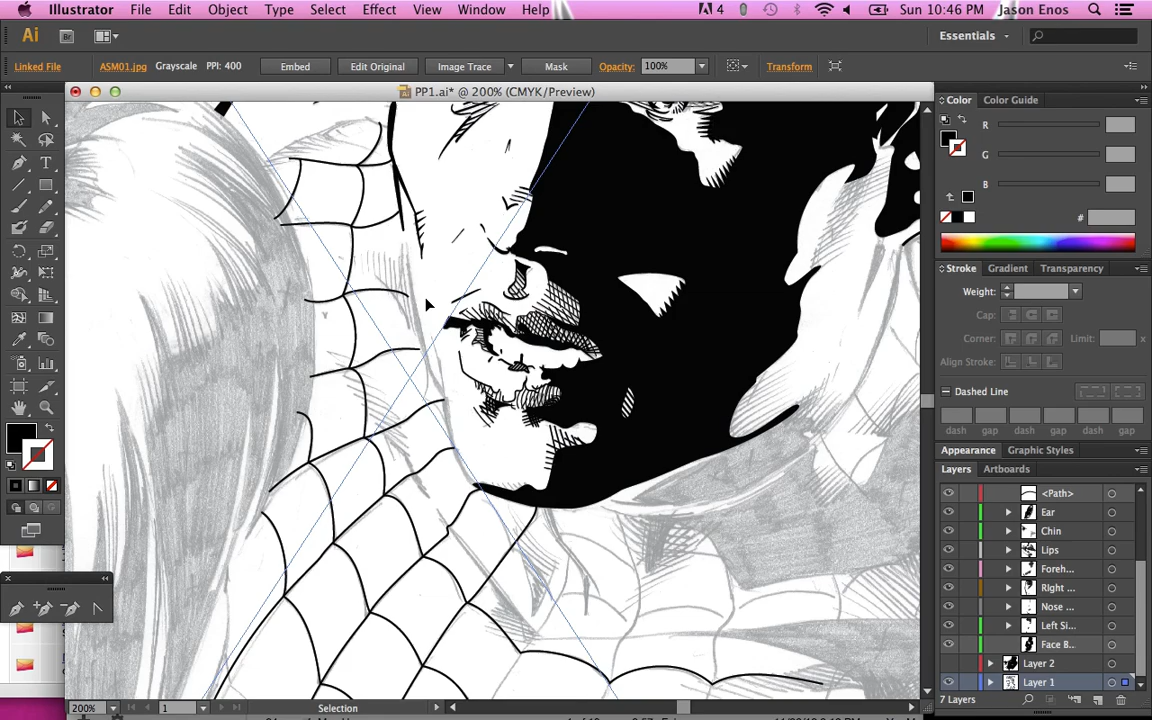 Illustrator File Edit Object Type Select Effect View Window Help 4 Sun 10:46 PM Jason Enos
Ai Br Essentials
Linked File ASM01.jpg Grayscale PPI: 400 Embed Edit Original Image Trace Mask Opacity: 100% Transform
PP1.ai* @ 200% (CMYK/Preview)
Color Color Guide
R
G
B
#
Stroke Gradient Transparency
Weight:
Cap:
Corner: Limit: x
Align Stroke:
Dashed Line
dash gap dash gap dash gap
Appearance Graphic Styles
Layers Artboards
<Path>
Ear
Chin
Lips
Foreh...
RIght ...
Nose ...
Left Si...
Face B...
Layer 2
Layer 1
200% 1 Selection 7 Layers